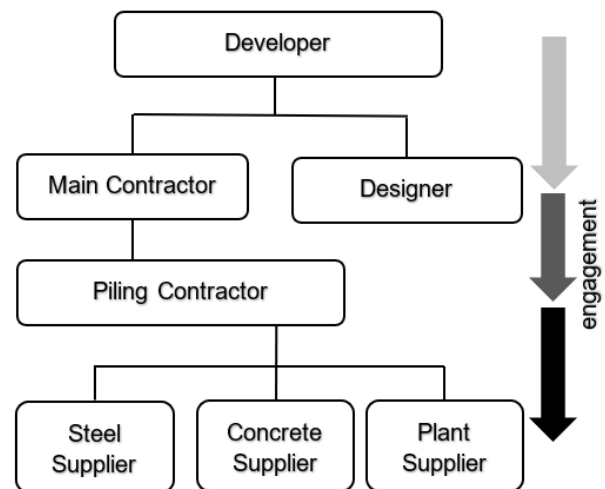 Developer
Main Contractor
Designer
engagement
Piling Contractor
Steel
Supplier
Concrete
Supplier
Plant
Supplier